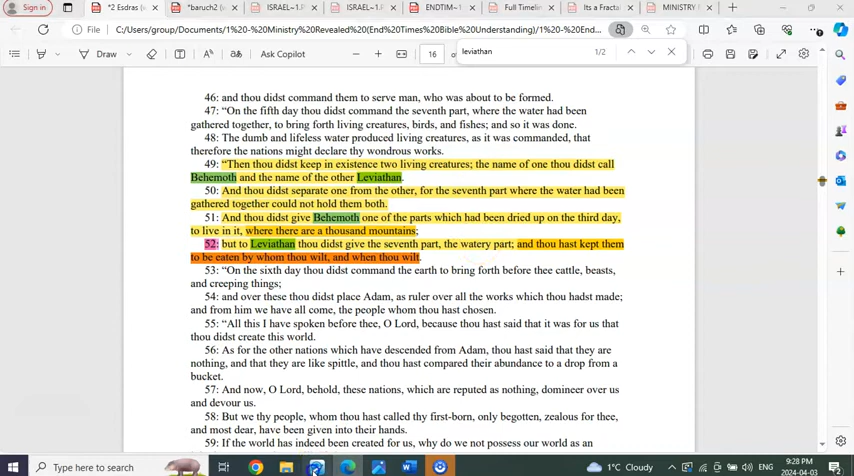 Sign in
*2 Esdras w
*baruch2 (w
ISRAEL~1.P
ISRAEL~1.P
ENDTIM~1
Full Timelin
Its a Fractal
MINISTRY
File
C:/Users/group/Documents/1%20-%20Ministry%20Revealed%20(End%20Times%20Bible%20Understanding)/1%20-%20End...
Ask Copilot
16
leviathan
1/2
46: and thou didst command them to serve man, who was about to be formed.
47: "On the fifth day thou didst command the seventh part, where the water had been
gathered together, to bring forth living creatures, birds, and fishes; and so it was done.
48: The dumb and lifeless water produced living creatures, as it was commanded, that
therefore the nations might declare thy wondrous works.
49: "Then thou didst keep in existence two living creatures; the name of one thou didst call
Behemoth and the name of the other Leviathan.
50: And thou didst separate one from the other, for the seventh part where the water had been
gathered together could not hold them both.
51: And thou didst give Behemoth one of the parts which had been dried up on the third day,
to live in it, where there are a thousand mountains;
52: but to Leviathan thou didst give the seventh part, the watery part; and thou hast kept them
to be eaten by whom thou wilt, and when thou wilt.
53: "On the sixth day thou didst command the earth to bring forth before thee cattle, beasts,
and creeping things;
54: and over these thou didst place Adam, as ruler over all the works which thou hadst made;
and from him we have all come, the people whom thou hast chosen.
55: "All this I have spoken before thee, O Lord, because thou hast said that it was for us that
thou didst create this world.
56: As for the other nations which have descended from Adam, thou hast said that they are
nothing, and that they are like spittle, and thou hast compared their abundance to a drop from a
bucket.
57: And now, O Lord, behold, these nations, which are reputed as nothing, domineer over us
and devour us.
58: But we thy people, whom thou hast called thy first-born, only begotten, zealous for thee,
and most dear, have been given into their hands.
59: If the world has indeed been created for us, why do we not possess our world as an
Type here to search
1°C Cloudy
ENG
9:28 PM
2024-04-03